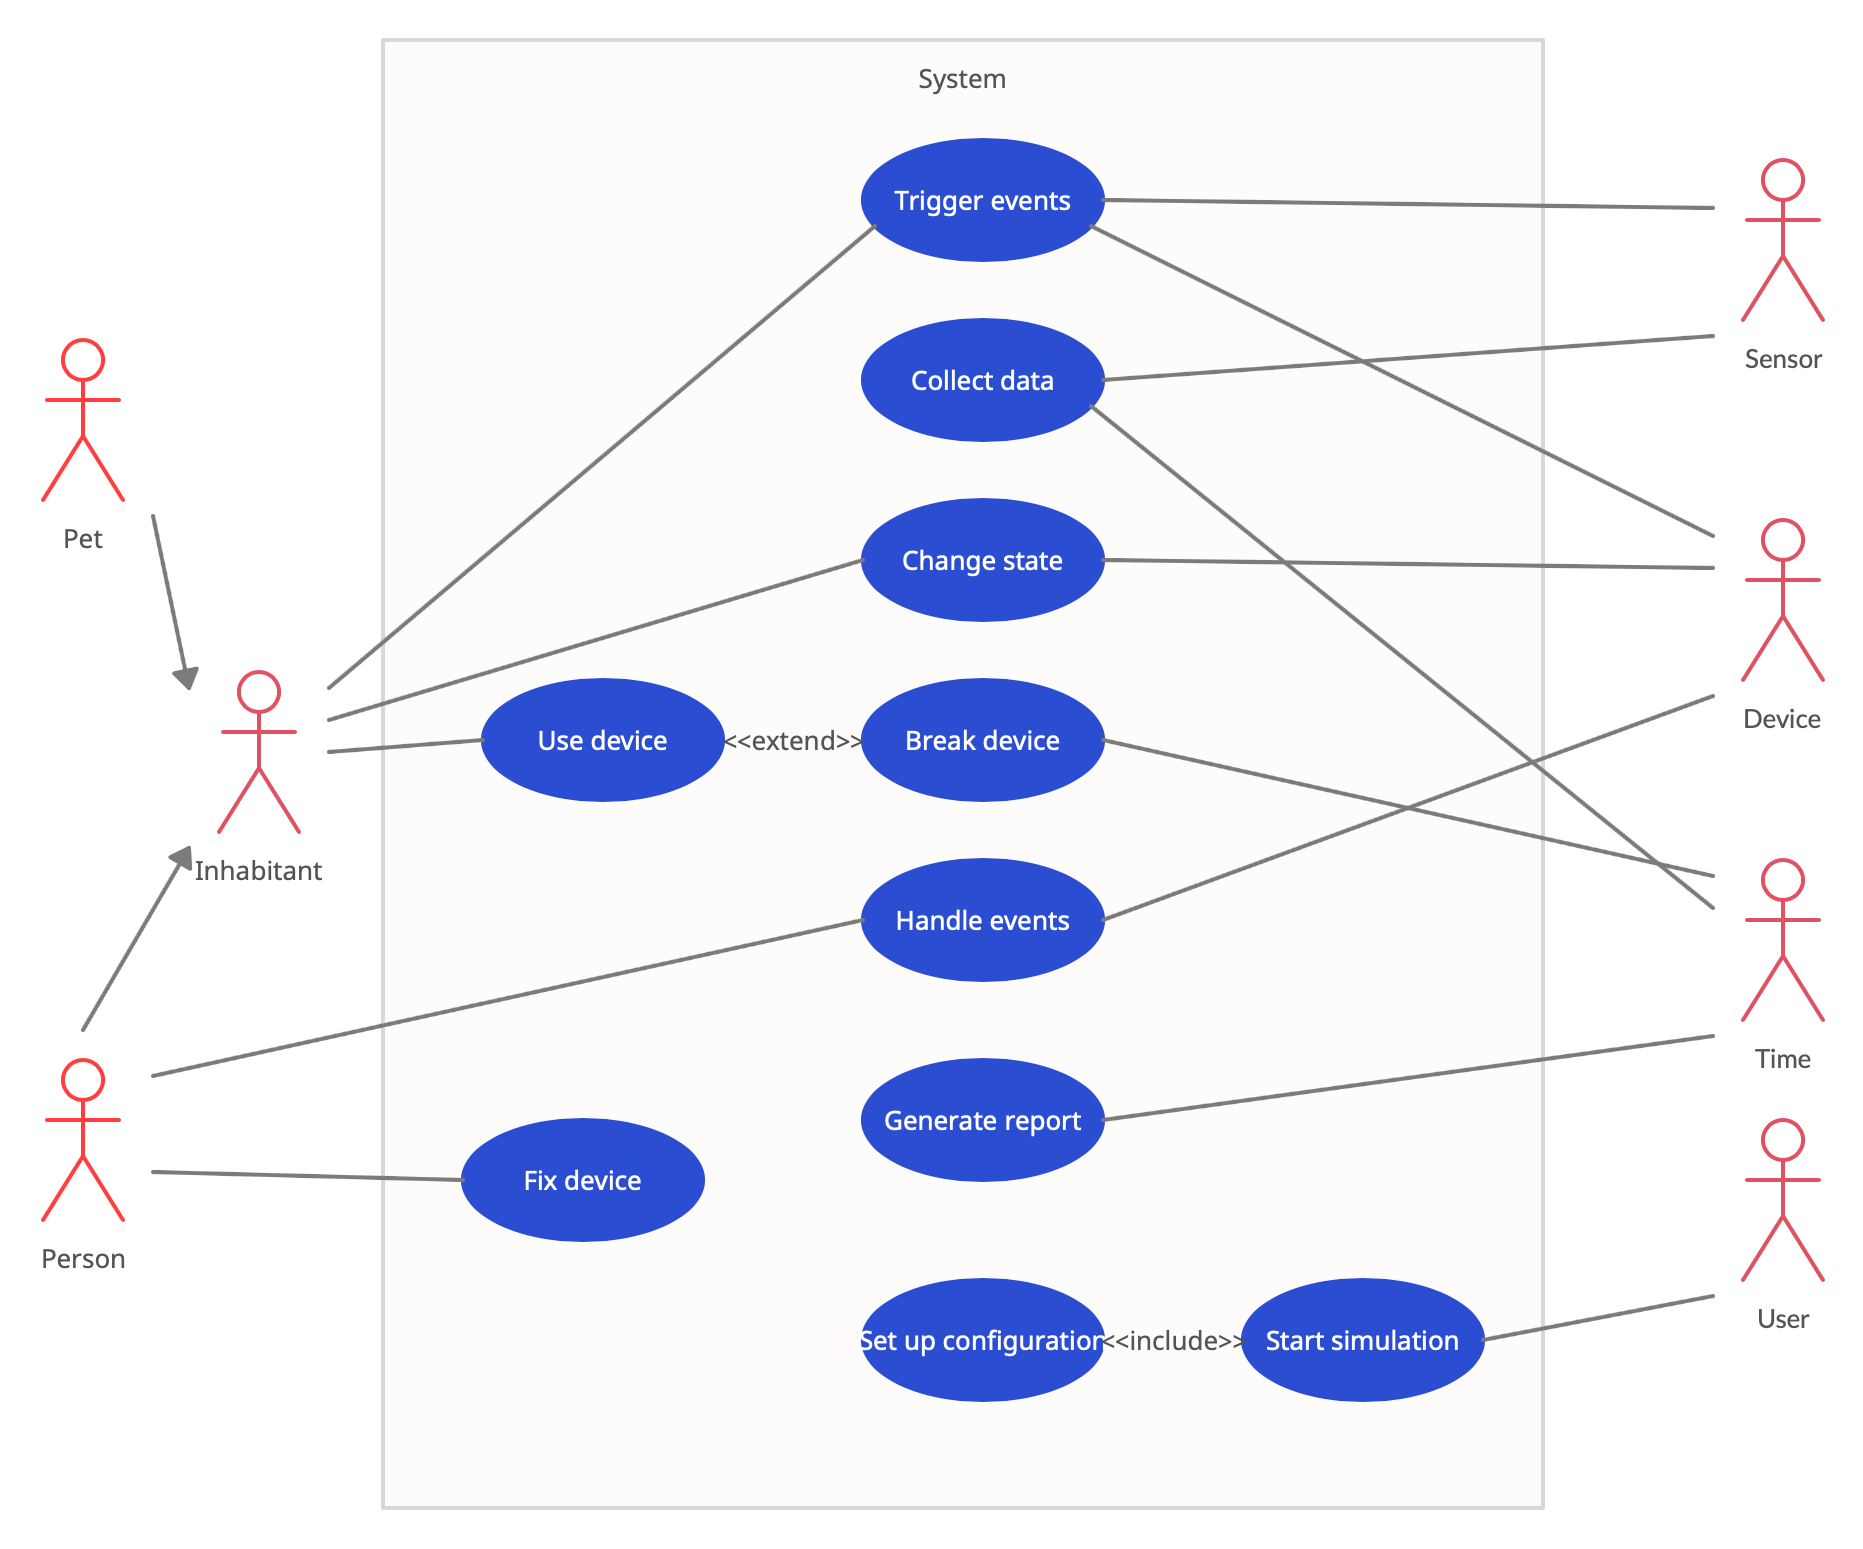 System
Trigger events
Sensor
Collect data
Pet
Change state
Device
Use device
<<extend>>
Break device
Inhabitant
Handle events
Time
Generate report
Fix device
Person
User
Set up configuration
<<include>>
Start simulation